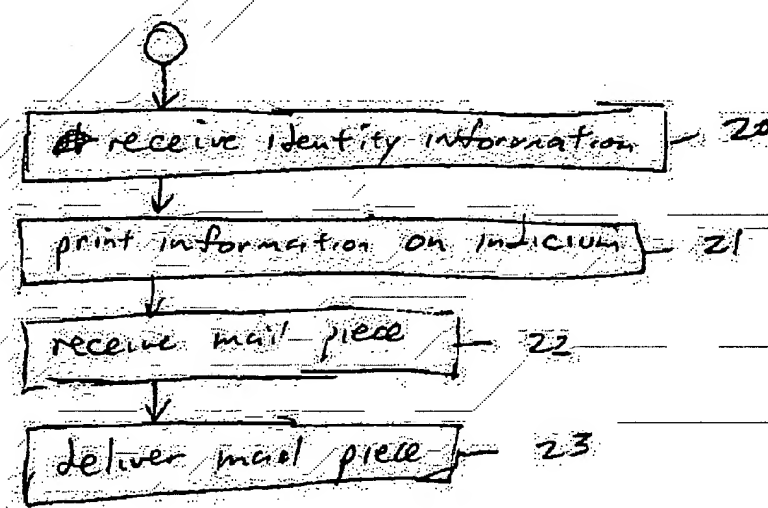 receive identity information 20
print information on indicium 21
receive mail piece 22
deliver mail piece 23